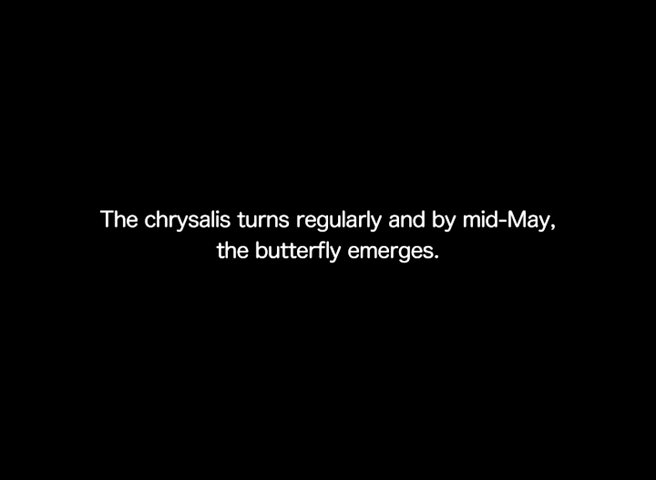 The chrysalis turns regularly and by mid-May,
the butterfly emerges.